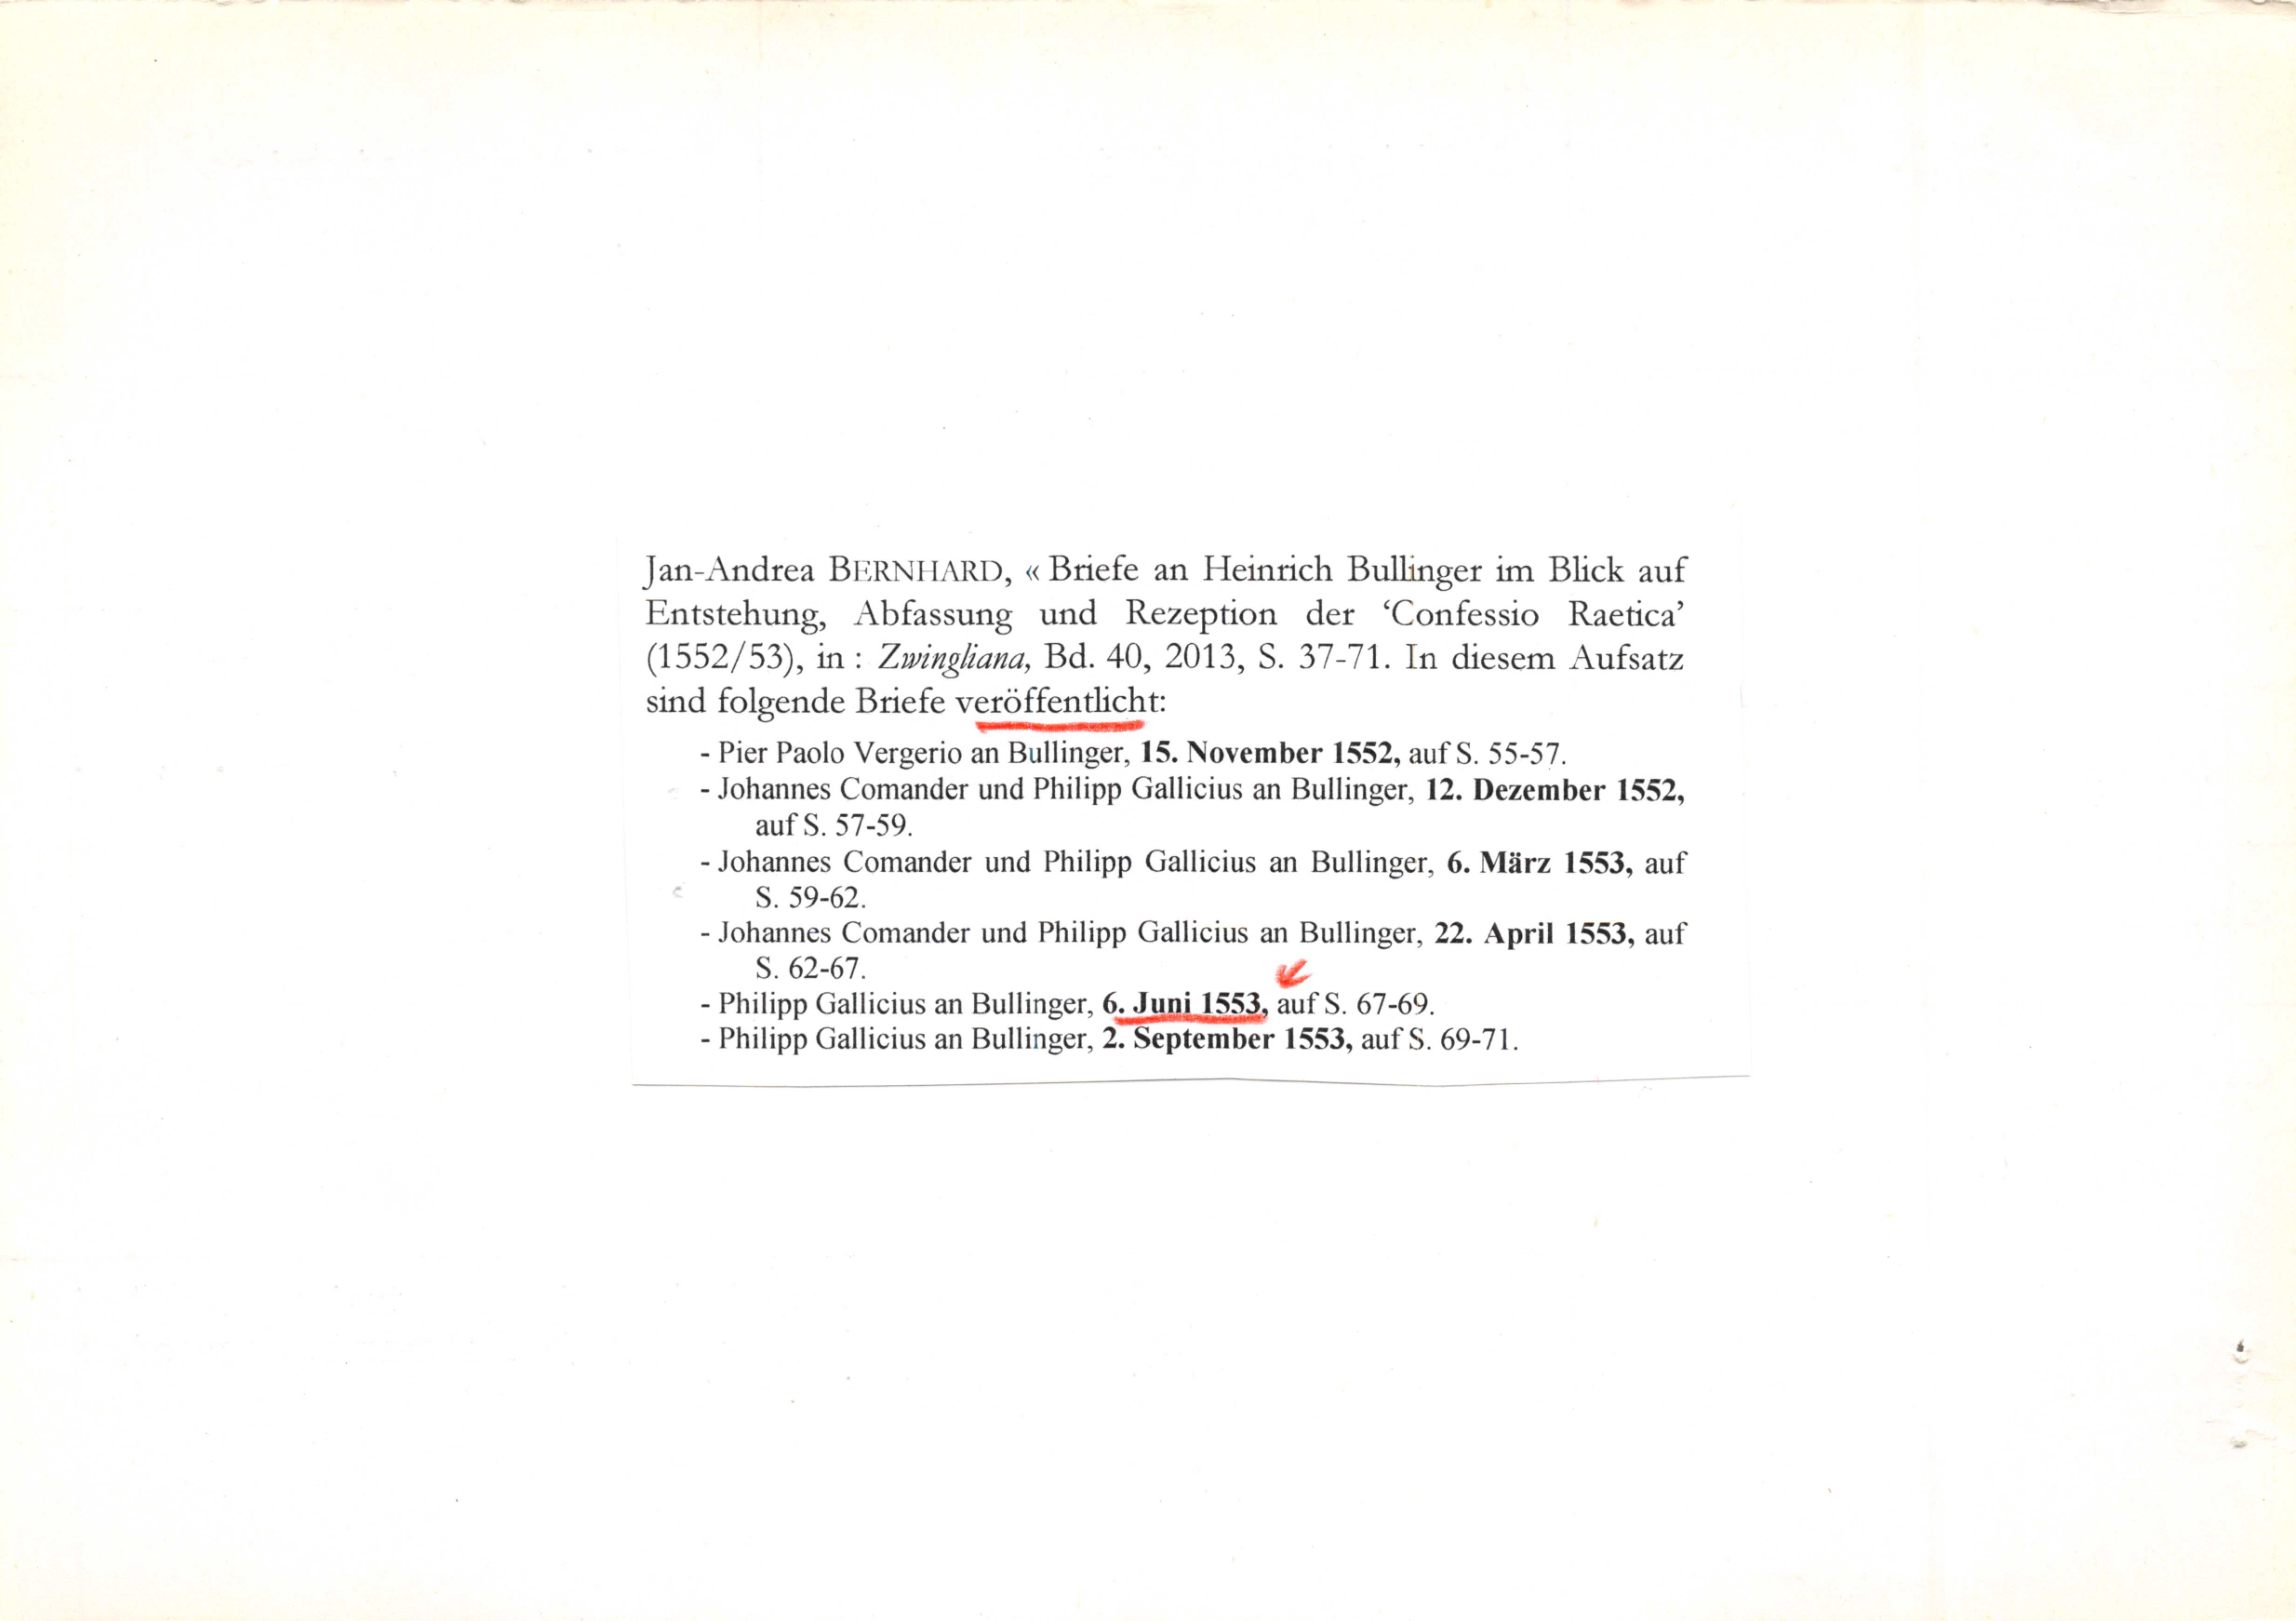 Jan-Andrea BERNHARD, « Briefe an Heinrich Bullinger im Blick auf
Entstehung, Abfassung und Rezeption der ‘Confessio Raetica’
(1552/53), in : Zwingliana, Bd. 40, 2013, S. 37-71. In diesem Aufsatz
sind folgende Briefe veröffentlicht:
- Pier Paolo Vergerio an Bullinger, 15. November 1552, auf S. 55-57.
- Johannes Comander und Philipp Gallicius an Bullinger, 12. Dezember 1552,
auf S. 57-59.
- Johannes Comander und Philipp Gallicius an Bullinger, 6. März 1553, auf
S. 59-62.
- Johannes Comander und Philipp Gallicius an Bullinger, 22. April 1553, auf
S. 62-67.
- Philipp Gallicius an Bullinger, 6. Juni 1553, auf S. 67-69.
- Philipp Gallicius an Bullinger, 2. September 1553, auf S. 69-71.